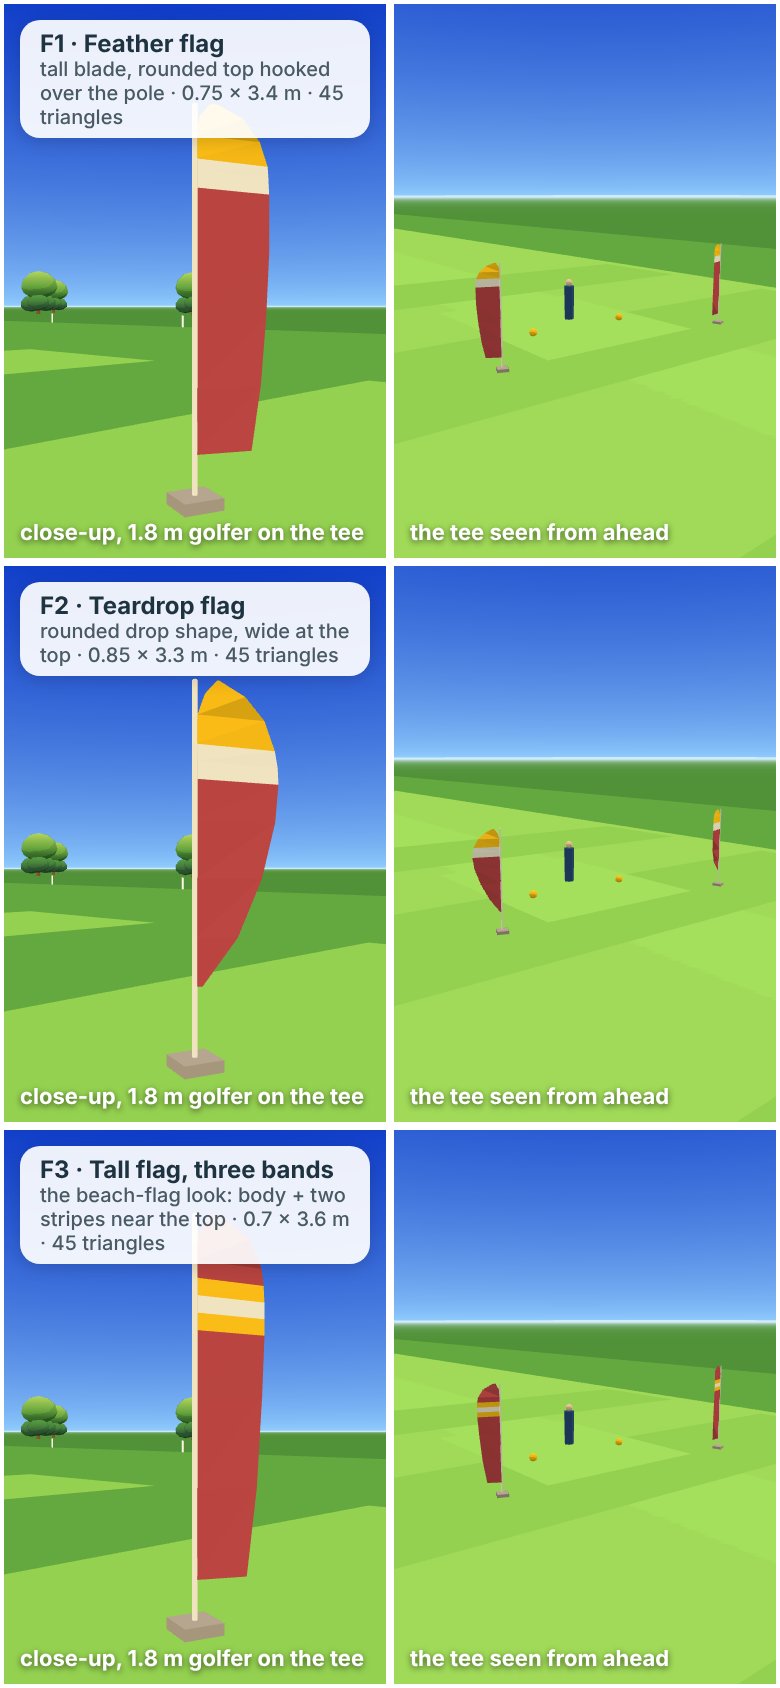 F1 · Feather flag
tall blade, rounded top hooked
over the pole · 0.75 × 3.4 m · 45
triangles
close-up, 1.8 m golfer on the tee
the tee seen from ahead
F2 · Teardrop flag
rounded drop shape, wide at the
top · 0.85 × 3.3 m · 45 triangles
close-up, 1.8 m golfer on the tee
the tee seen from ahead
F3 · Tall flag, three bands
the beach-flag look: body + two
stripes near the top · 0.7 × 3.6 m
· 45 triangles
close-up, 1.8 m golfer on the tee
the tee seen from ahead